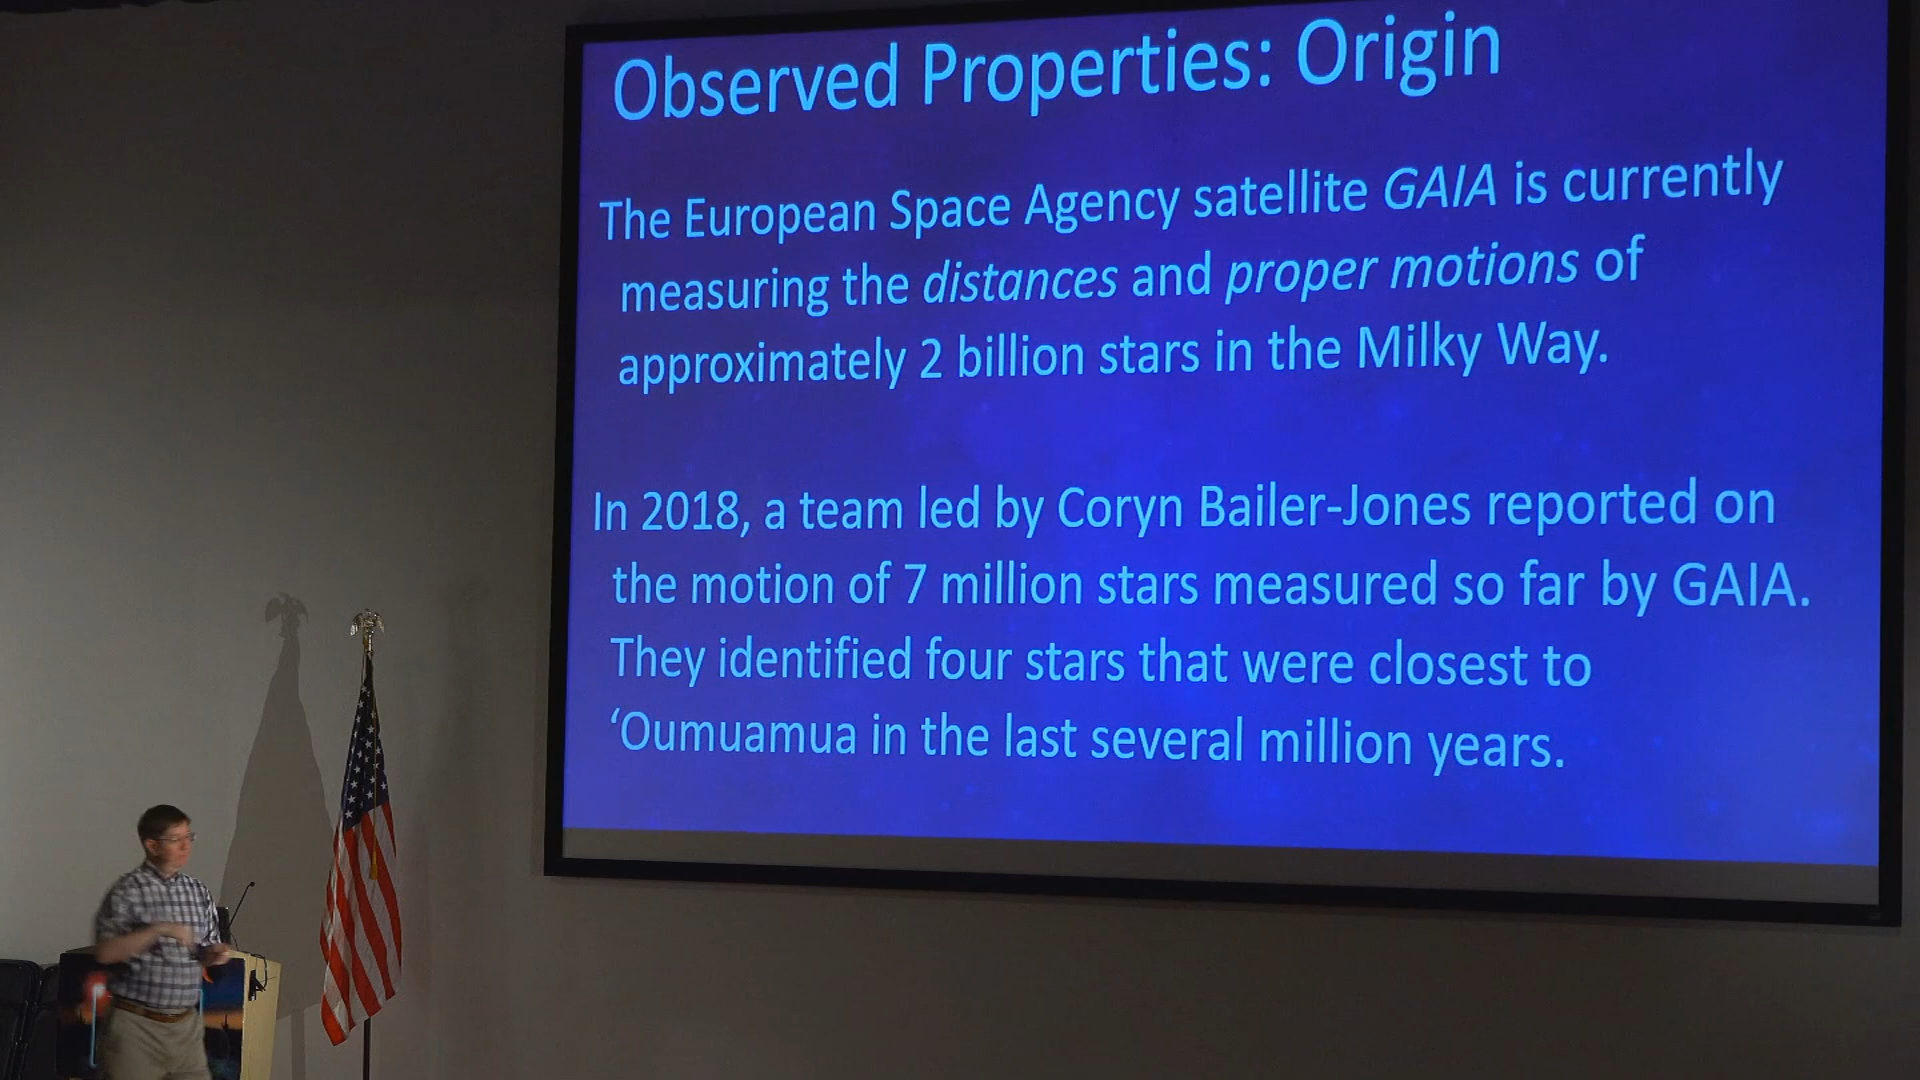 Observed Properties: Origin
The European Space Agency satellite GAIA is currently
measuring the distances and proper motions of
approximately 2 billion stars in the Milky Way.
In 2018, a team led by Coryn Bailer-Jones reported on
the motion of 7 million stars measured so far by GAIA.
They identified four stars that were closest to
‘Oumuamua in the last several million years.